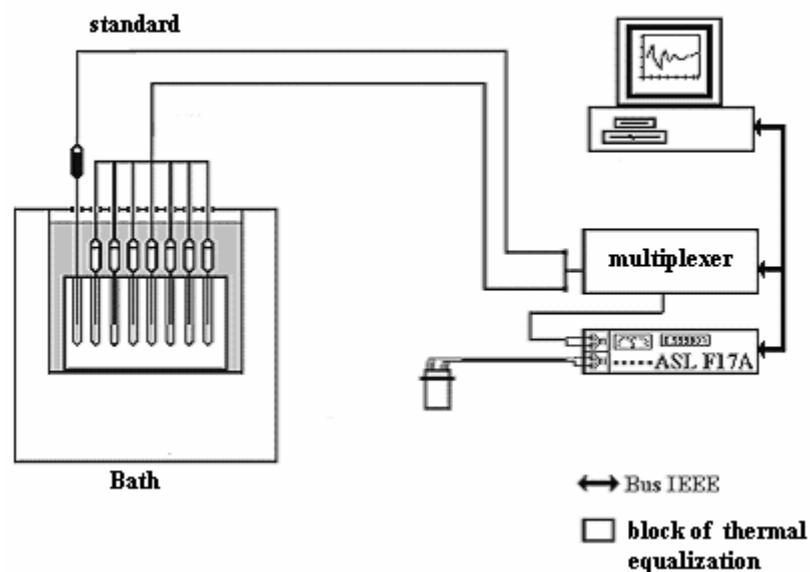 standard
multiplexer
ASL F17A
Bath
Bus IEEE
block of thermal
equalization